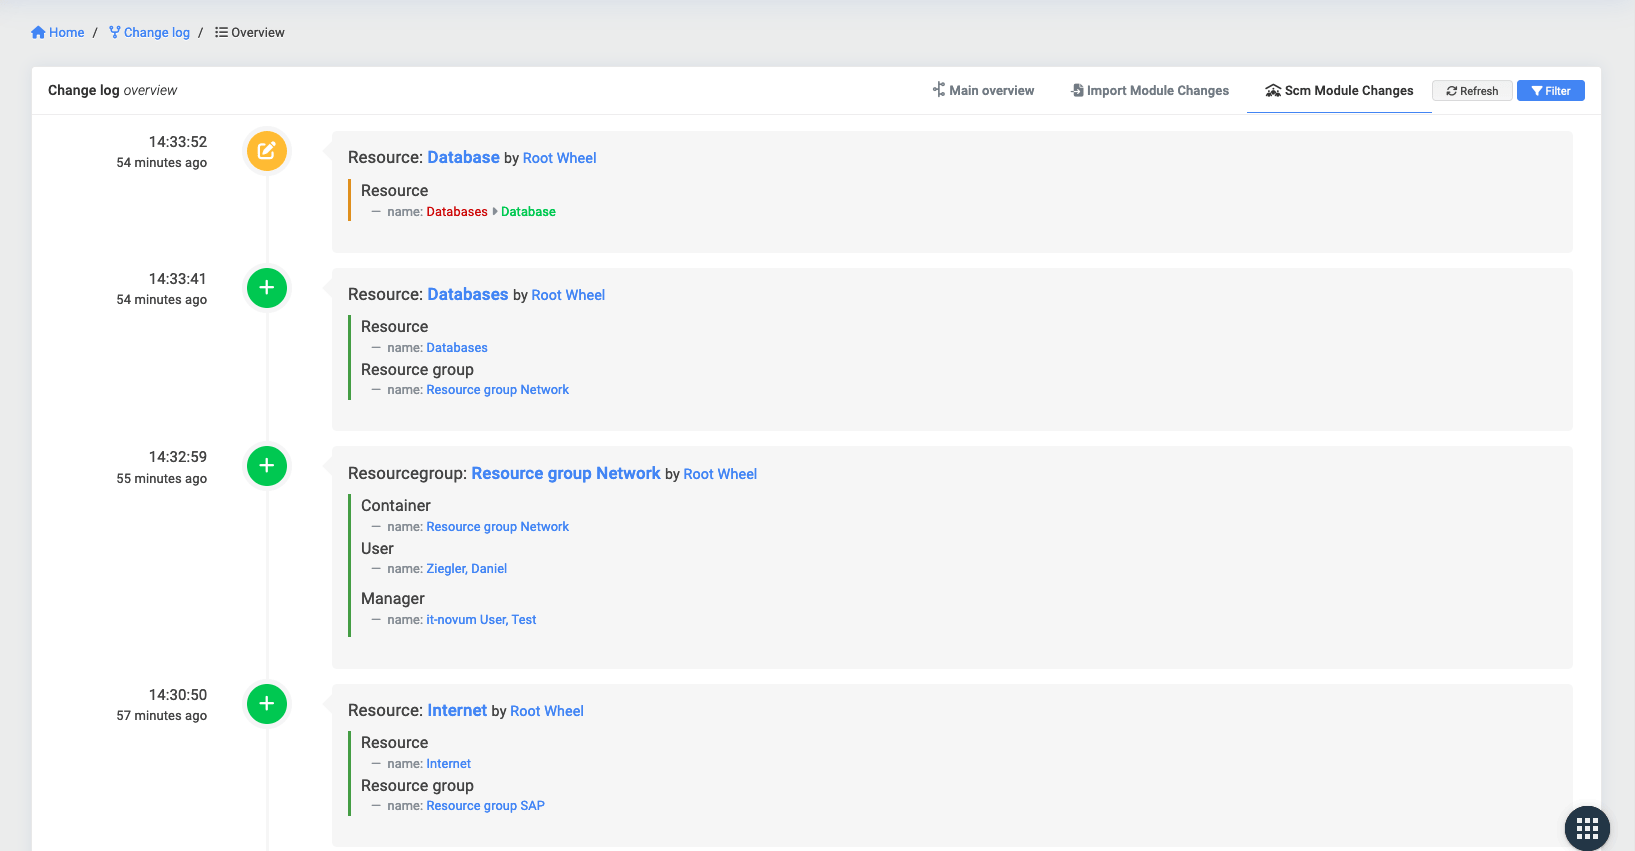 Home / Change log / Overview
Change log overview
Main overview
Import Module Changes
Scm Module Changes
Refresh
Filter
14:33:52
54 minutes ago
Resource: Database by Root Wheel
Resource
— name: Databases Database
14:33:41
54 minutes ago
Resource: Databases by Root Wheel
Resource
— name: Databases
Resource group
— name: Resource group Network
14:32:59
55 minutes ago
Resourcegroup: Resource group Network by Root Wheel
Container
— name: Resource group Network
User
— name: Ziegler, Daniel
Manager
— name: it-novum User, Test
14:30:50
57 minutes ago
Resource: Internet by Root Wheel
Resource
— name: Internet
Resource group
— name: Resource group SAP